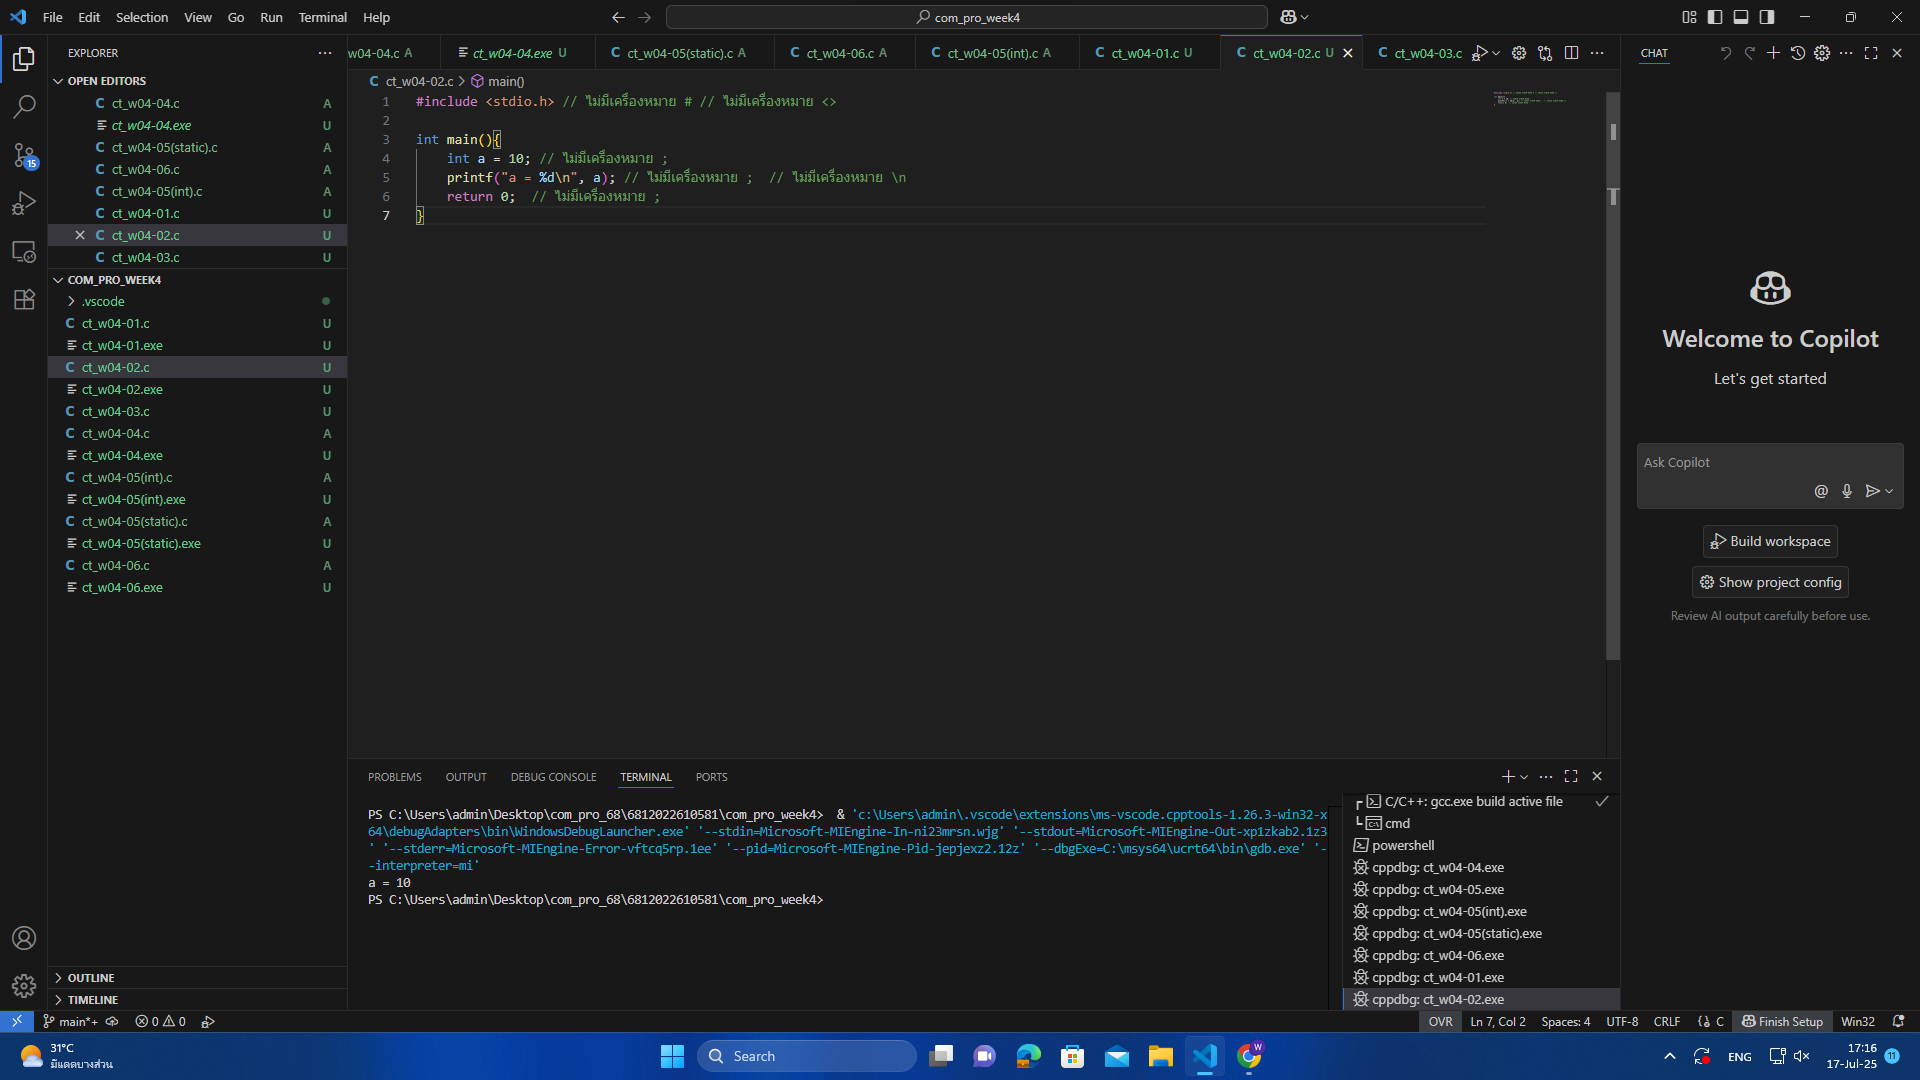 File Edit Selection View Go Run Terminal Help
com_pro_week4
EXPLORER
OPEN EDITORS
ct_w04-04.c A
ct_w04-04.exe U
ct_w04-05(static).c A
ct_w04-06.c A
ct_w04-05(int).c A
ct_w04-01.c U
ct_w04-02.c U
ct_w04-03.c U
COM_PRO_WEEK4
.vscode
ct_w04-01.c U
ct_w04-01.exe U
ct_w04-02.c U
ct_w04-02.exe U
ct_w04-03.c U
ct_w04-04.c A
ct_w04-04.exe U
ct_w04-05(int).c A
ct_w04-05(int).exe U
ct_w04-05(static).c A
ct_w04-05(static).exe U
ct_w04-06.c A
ct_w04-06.exe U
OUTLINE
TIMELINE
w04-04.c A ct_w04-04.exe U ct_w04-05(static).c A ct_w04-06.c A ct_w04-05(int).c A ct_w04-01.c U ct_w04-02.c U ct_w04-03.c
ct_w04-02.c > main()
1 #include <stdio.h> // ไม่มีเครื่องหมาย # // ไม่มีเครื่องหมาย <>
2
3 int main(){
4 int a = 10; // ไม่มีเครื่องหมาย ;
5 printf("a = %d\n", a); // ไม่มีเครื่องหมาย ; // ไม่มีเครื่องหมาย \n
6 return 0; // ไม่มีเครื่องหมาย ;
7 }
PROBLEMS OUTPUT DEBUG CONSOLE TERMINAL PORTS
PS C:\Users\admin\Desktop\com_pro_68\6812022610581\com_pro_week4> & 'c:\Users\admin\.vscode\extensions\ms-vscode.cpptools-1.26.3-win32-x
64\debugAdapters\bin\WindowsDebugLauncher.exe' '--stdin=Microsoft-MIEngine-In-ni23mrsn.wjg' '--stdout=Microsoft-MIEngine-Out-xp1zkab2.1z3
' '--stderr=Microsoft-MIEngine-Error-vftcq5rp.1ee' '--pid=Microsoft-MIEngine-Pid-jepjexz2.12z' '--dbgExe=C:\msys64\ucrt64\bin\gdb.exe' '-
-interpreter=mi'
a = 10
PS C:\Users\admin\Desktop\com_pro_68\6812022610581\com_pro_week4>
C/C++: gcc.exe build active file
cmd
powershell
cppdbg: ct_w04-04.exe
cppdbg: ct_w04-05.exe
cppdbg: ct_w04-05(int).exe
cppdbg: ct_w04-05(static).exe
cppdbg: ct_w04-06.exe
cppdbg: ct_w04-01.exe
cppdbg: ct_w04-02.exe
CHAT
Welcome to Copilot
Let's get started
Ask Copilot
Build workspace
Show project config
Review AI output carefully before use.
15
main*+ 0 0 OVR Ln 7, Col 2 Spaces: 4 UTF-8 CRLF C Finish Setup Win32
31°C
มีแดดบางส่วน
Search
W
ENG
17:16
17-Jul-25
11